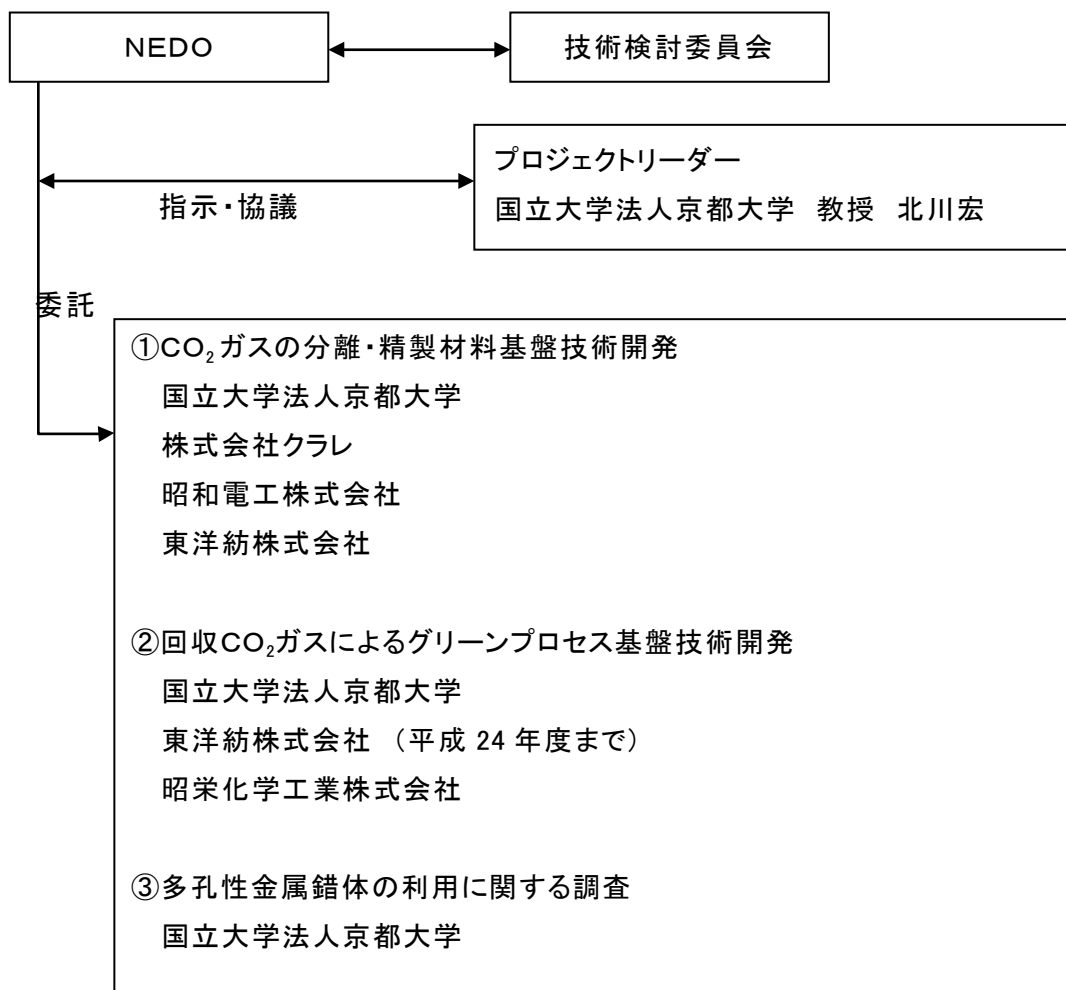 NEDO
技術検討委員会
プロジェクトリーダー
国立大学法人京都大学 教授 北川宏
指示・協議
委託
①CO₂ガスの分離・精製材料基盤技術開発
国立大学法人京都大学
株式会社クラレ
昭和電工株式会社
東洋紡株式会社
②回収CO₂ガスによるグリーンプロセス基盤技術開発
国立大学法人京都大学
東洋紡株式会社 （平成 24 年度まで）
昭栄化学工業株式会社
③多孔性金属錯体の利用に関する調査
国立大学法人京都大学